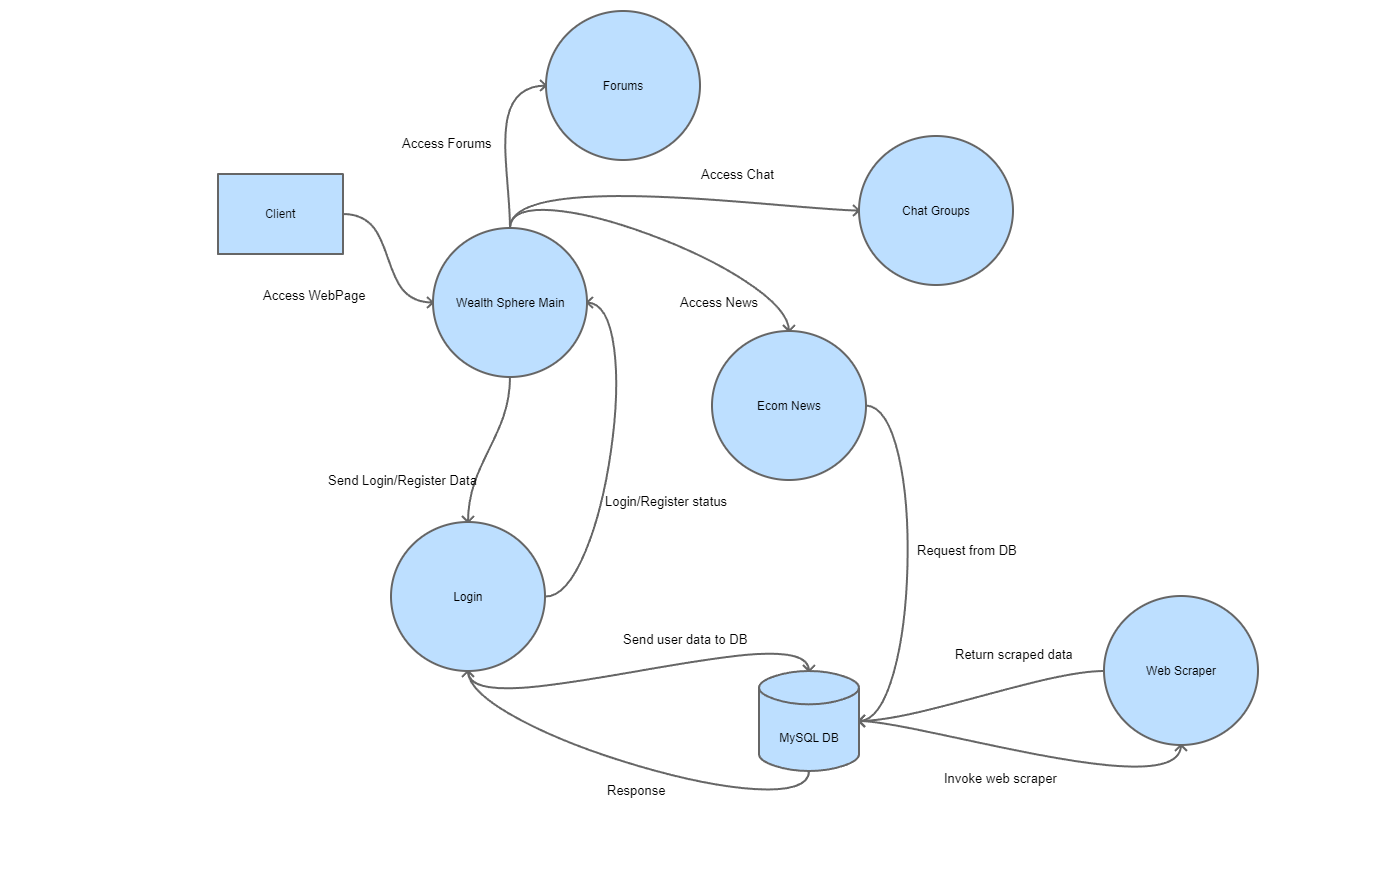 Forums
Access Forums
Access Chat
Client
Chat Groups
Access WebPage
Wealth Sphere Main
Access News
Ecom News
Send Login/Register Data
Login/Register status
Request from DB
Login
Send user data to DB
Return scraped data
Web Scraper
MySQL DB
Invoke web scraper
Response